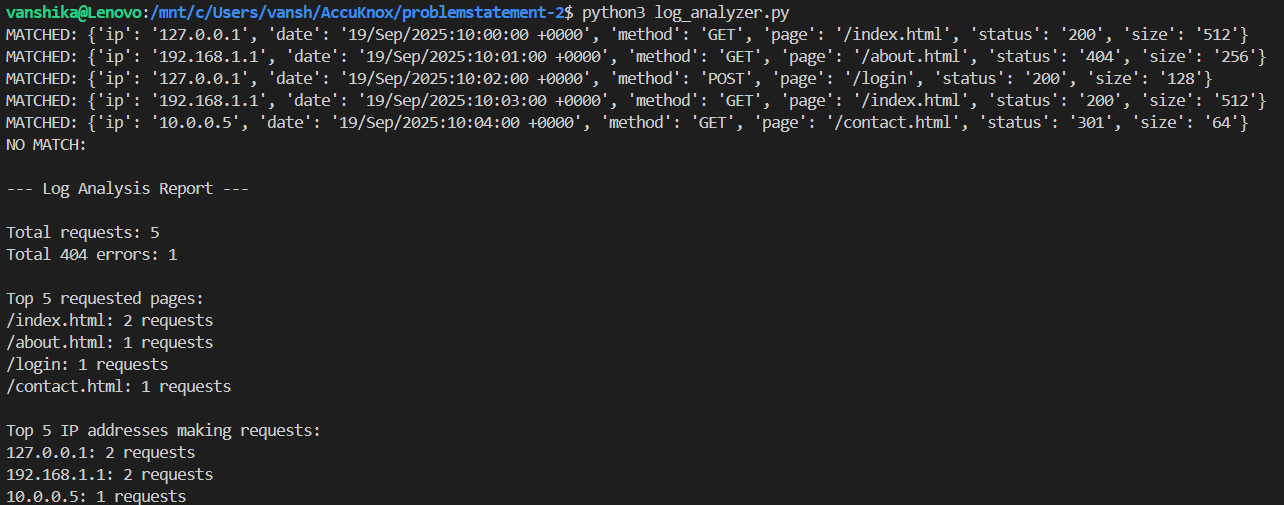 vanshika@Lenovo:/mnt/c/Users/vansh/AccuKnox/problemstatement-2$ python3 log_analyzer.py
MATCHED: {'ip': '127.0.0.1', 'date': '19/Sep/2025:10:00:00 +0000', 'method': 'GET', 'page': '/index.html', 'status': '200', 'size': '512'}
MATCHED: {'ip': '192.168.1.1', 'date': '19/Sep/2025:10:01:00 +0000', 'method': 'GET', 'page': '/about.html', 'status': '404', 'size': '256'}
MATCHED: {'ip': '127.0.0.1', 'date': '19/Sep/2025:10:02:00 +0000', 'method': 'POST', 'page': '/login', 'status': '200', 'size': '128'}
MATCHED: {'ip': '192.168.1.1', 'date': '19/Sep/2025:10:03:00 +0000', 'method': 'GET', 'page': '/index.html', 'status': '200', 'size': '512'}
MATCHED: {'ip': '10.0.0.5', 'date': '19/Sep/2025:10:04:00 +0000', 'method': 'GET', 'page': '/contact.html', 'status': '301', 'size': '64'}
NO MATCH:
--- Log Analysis Report ---
Total requests: 5
Total 404 errors: 1
Top 5 requested pages:
/index.html: 2 requests
/about.html: 1 requests
/login: 1 requests
/contact.html: 1 requests
Top 5 IP addresses making requests:
127.0.0.1: 2 requests
192.168.1.1: 2 requests
10.0.0.5: 1 requests